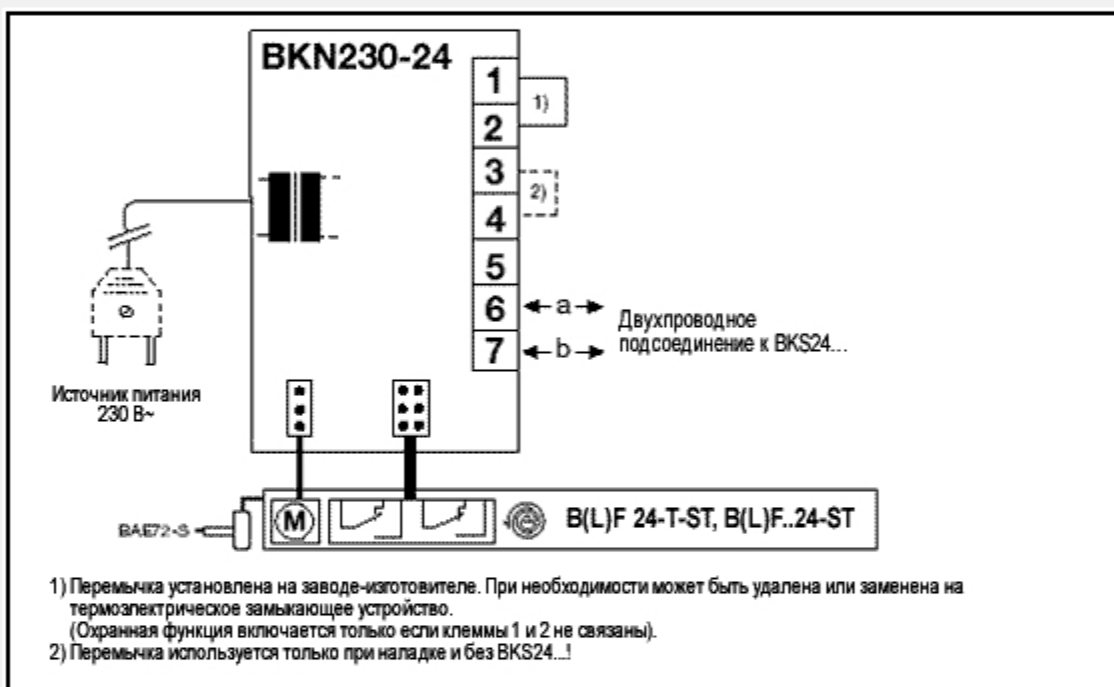 BKN230-24
1
1)
2
3
2)
4
5
6
a
Двухпроводное
подсоединение к BKS24...
7
b
Источник питания
230 В~
BAE72-S
M
B(L)F 24-T-ST, B(L)F..24-ST
1) Перемычка установлена на заводе-изготовителе. При необходимости может быть удалена или заменена на
термоэлектрическое замыкающее устройство.
(Охранная функция включается только если клеммы 1 и 2 не связаны).
2) Перемычка используется только при наладке и без BKS24...!